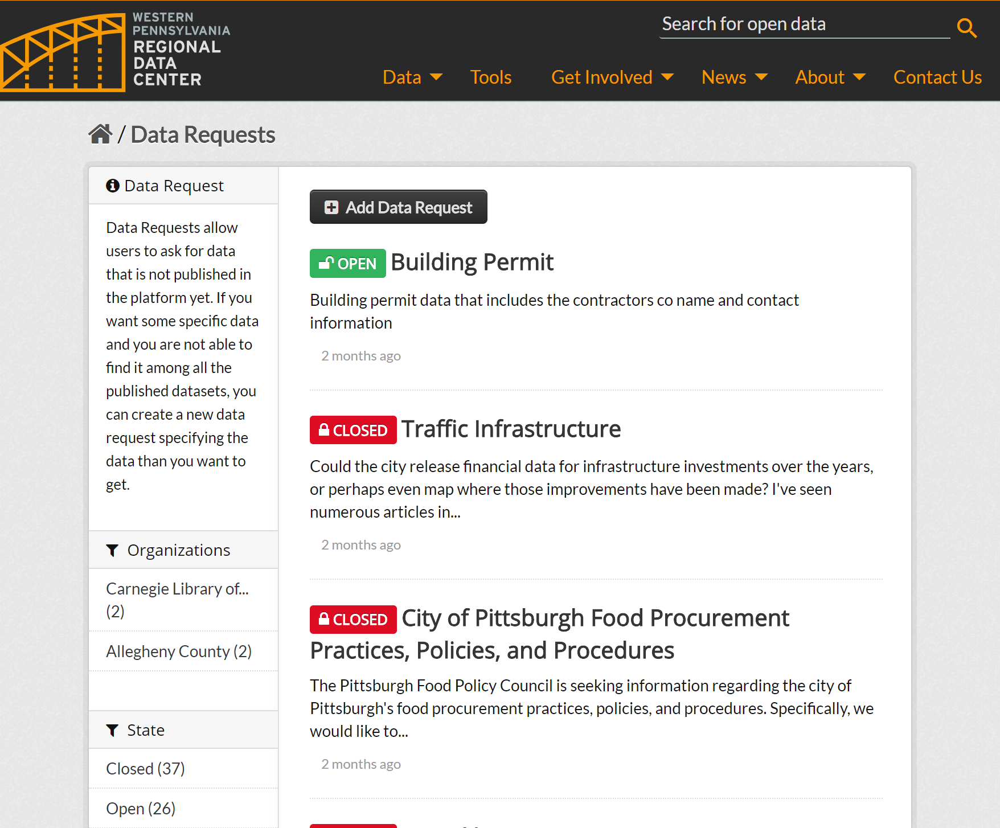 WESTERN
PENNSYLVANIA
REGIONAL
DATA
CENTER
Search for open data
Data Tools Get Involved News About Contact Us
/ Data Requests
Data Request
Data Requests allow
users to ask for data
that is not published in
the platform yet. If you
want some specific data
and you are not able to
find it among all the
published datasets, you
can create a new data
request specifying the
data than you want to
get.
Organizations
Carnegie Library of...
(2)
Allegheny County (2)
State
Closed (37)
Open (26)
Add Data Request
OPEN Building Permit
Building permit data that includes the contractors co name and contact
information
2 months ago
CLOSED Traffic Infrastructure
Could the city release financial data for infrastructure investments over the years,
or perhaps even map where those improvements have been made? I've seen
numerous articles in...
2 months ago
CLOSED City of Pittsburgh Food Procurement
Practices, Policies, and Procedures
The Pittsburgh Food Policy Council is seeking information regarding the city of
Pittsburgh's food procurement practices, policies, and procedures. Specifically, we
would like to...
2 months ago